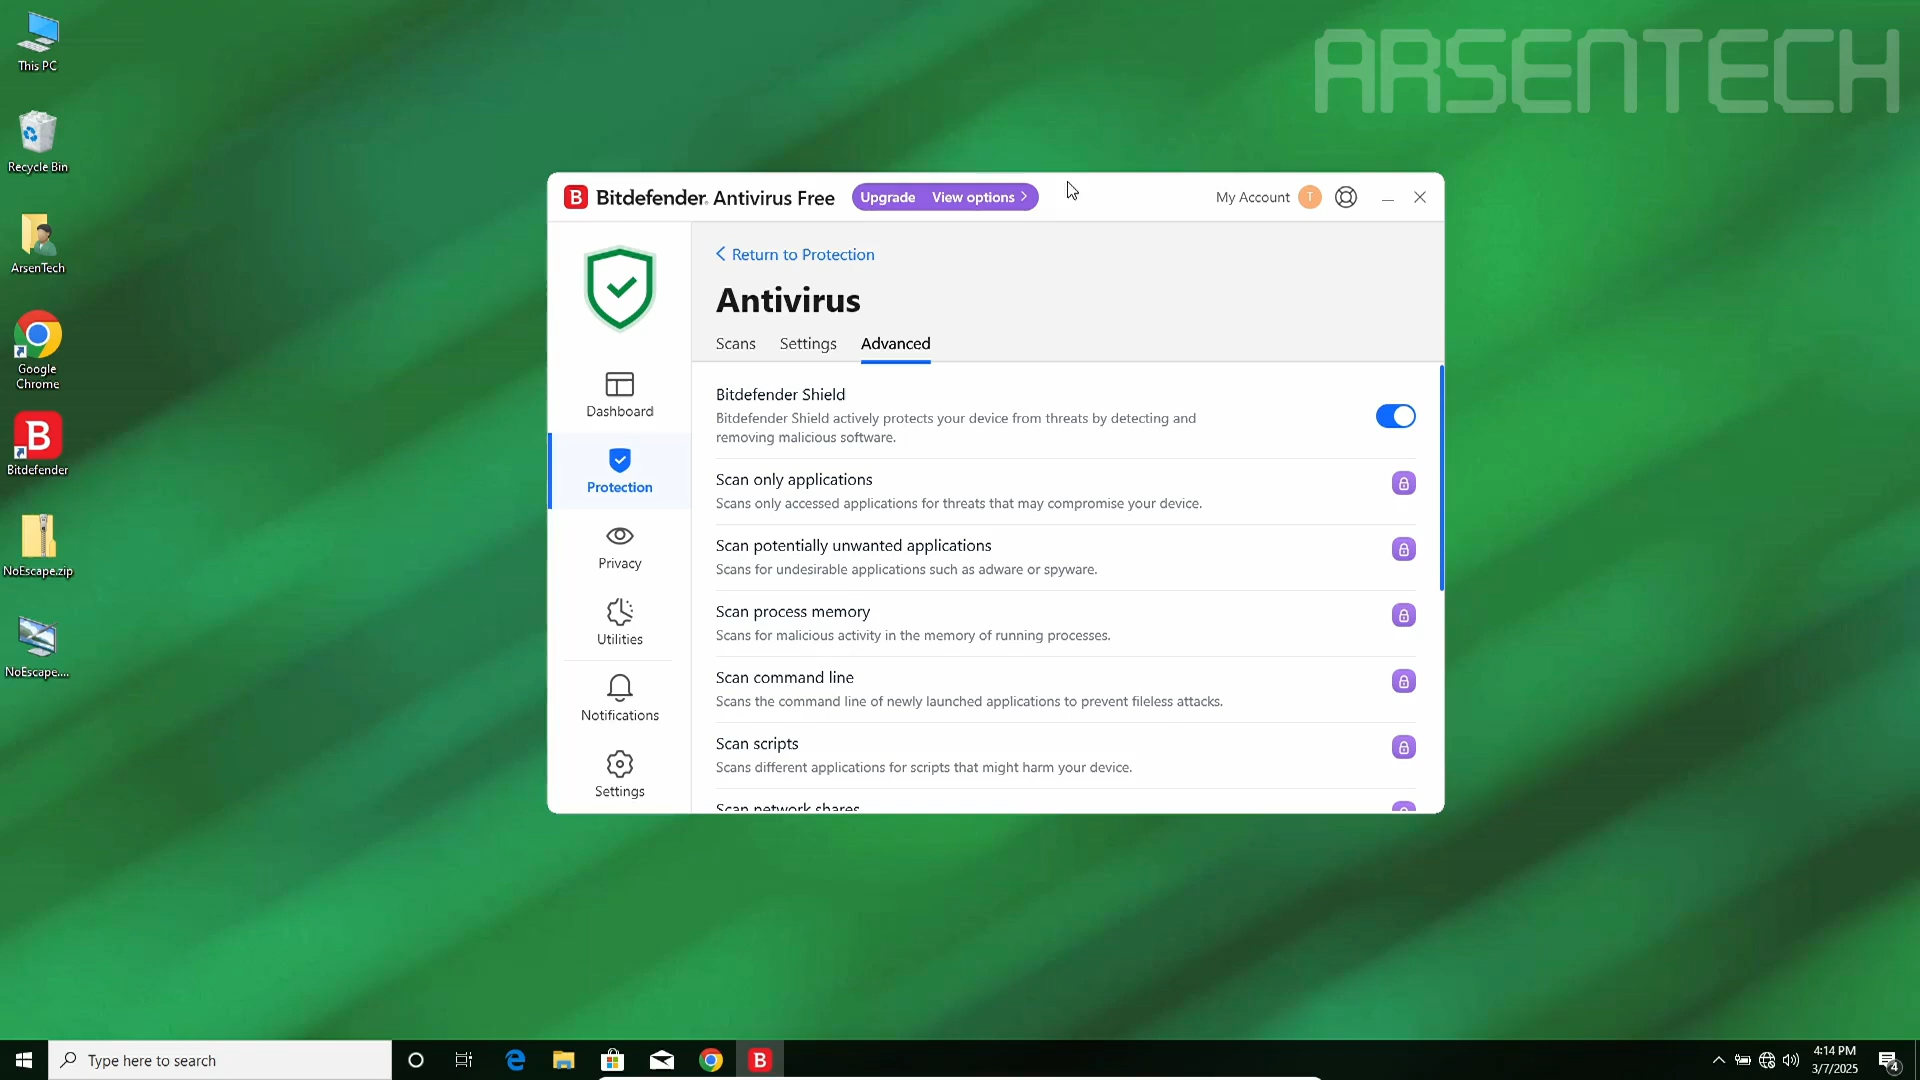 This PC
Recycle Bin
ArsenTech
Google
Chrome
Bitdefender
NoEscape.zip
NoEscape....
ARSENTECH
B Bitdefender Antivirus Free
Upgrade View options
My Account T
Return to Protection
Antivirus
Scans Settings Advanced
Dashboard
Protection
Privacy
Utilities
Notifications
Settings
Bitdefender Shield
Bitdefender Shield actively protects your device from threats by detecting and
removing malicious software.
Scan only applications
Scans only accessed applications for threats that may compromise your device.
Scan potentially unwanted applications
Scans for undesirable applications such as adware or spyware.
Scan process memory
Scans for malicious activity in the memory of running processes.
Scan command line
Scans the command line of newly launched applications to prevent fileless attacks.
Scan scripts
Scans different applications for scripts that might harm your device.
Scan network shares
Type here to search
4:14 PM
3/7/2025
4